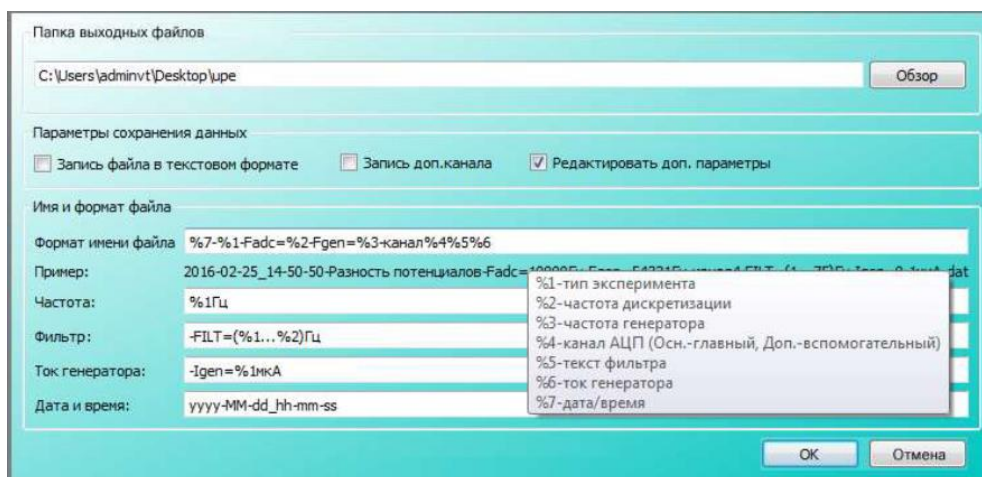 Папка выходных файлов
C:\Users\adminvt\Desktop\upe
Обзор
Параметры сохранения данных
Запись файла в текстовом формате
Запись доп.канала
Редактировать доп. параметры
Имя и формат файла
Формат имени файла %7-%1-Fadc=%2-Fgen=%3-канал%4%5%6
Пример: 2016-02-25_14-50-50-Разность потенциалов-Fadc=
dat
Частота: %1Гц
Фильтр: -FILT=(%1...%2)Гц
Ток генератора: -Igen=%1мкА
Дата и время: yyyy-MM-dd_hh-mm-ss
%1-тип эксперимента
%2-частота дискретизации
%3-частота генератора
%4-канал АЦП (Осн.-главный, Доп.-вспомогательный)
%5-текст фильтра
%6-ток генератора
%7-дата/время
OK
Отмена